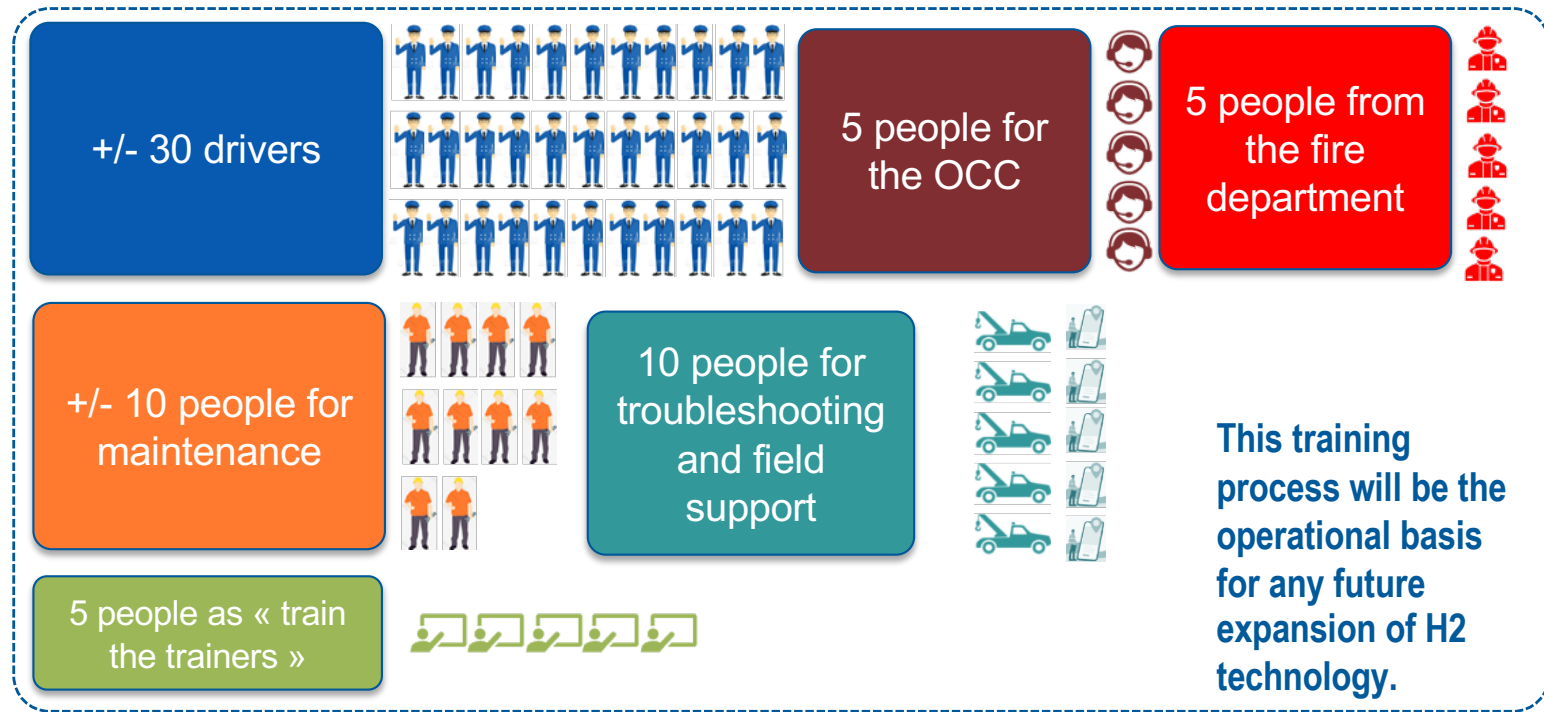 +/- 30 drivers
5 people for
the OCC
5 people from
the fire
department
+/- 10 people for
maintenance
10 people for
troubleshooting
and field
support
5 people as « train
the trainers »
This training
process will be the
operational basis
for any future
expansion of H2
technology.